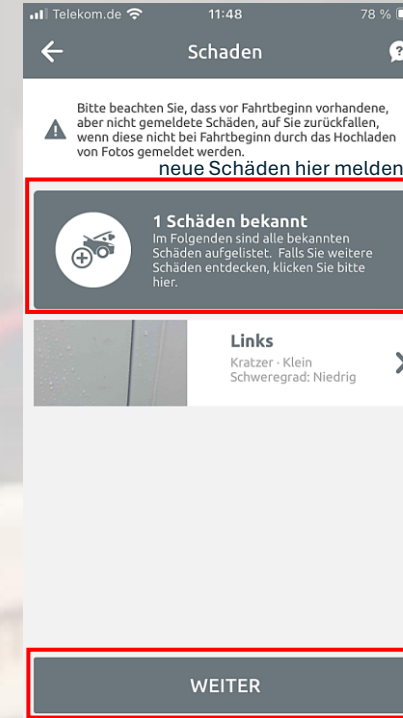 Telekom.de 11:48 78 %
Schaden ?
Bitte beachten Sie, dass vor Fahrtbeginn vorhandene,
aber nicht gemeldete Schäden, auf Sie zurückfallen,
wenn diese nicht bei Fahrtbeginn durch das Hochladen
von Fotos gemeldet werden.
neue Schäden hier melden
1 Schäden bekannt
Im Folgenden sind alle bekannten
Schäden aufgelistet. Falls Sie weitere
Schäden entdecken, klicken Sie bitte
hier.
Links
Kratzer - Klein
Schweregrad: Niedrig
WEITER